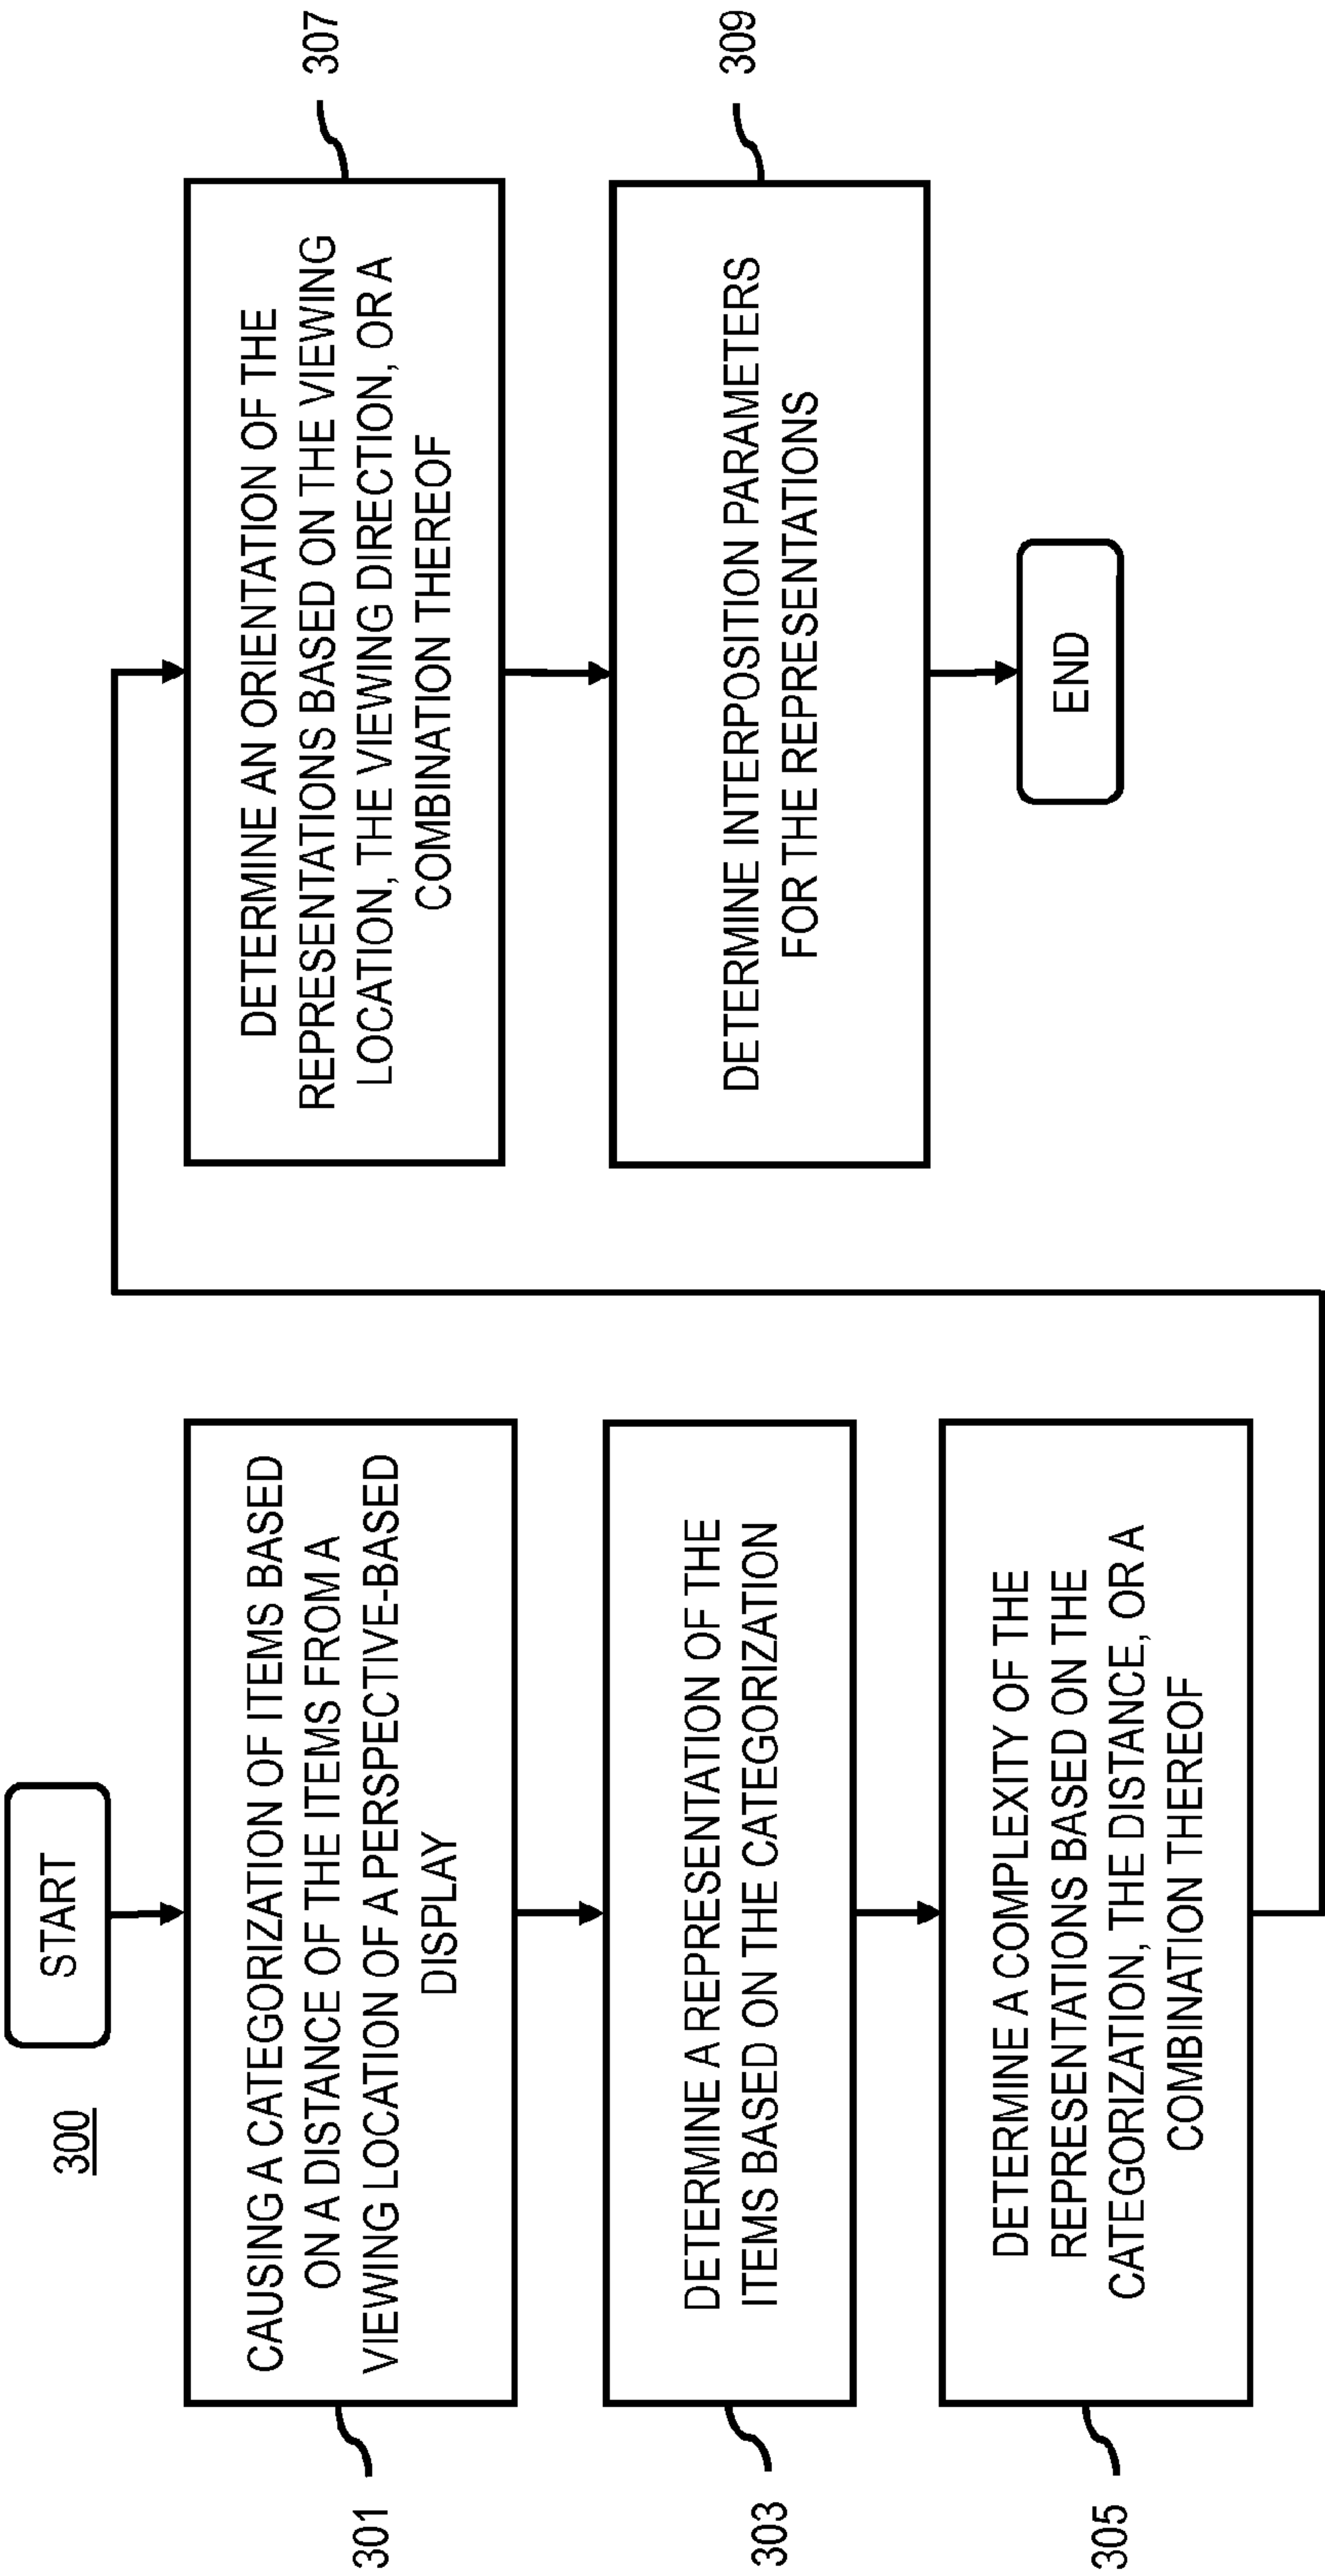 300
START
CAUSING A CATEGORIZATION OF ITEMS BASED
ON A DISTANCE OF THE ITEMS FROM A
VIEWING LOCATION OF A PERSPECTIVE-BASED
DISPLAY
301
DETERMINE A REPRESENTATION OF THE
ITEMS BASED ON THE CATEGORIZATION
303
DETERMINE A COMPLEXITY OF THE
REPRESENTATIONS BASED ON THE
CATEGORIZATION, THE DISTANCE, OR A
COMBINATION THEREOF
305
DETERMINE AN ORIENTATION OF THE
REPRESENTATIONS BASED ON THE VIEWING
LOCATION, THE VIEWING DIRECTION, OR A
COMBINATION THEREOF
307
DETERMINE INTERPOSITION PARAMETERS
FOR THE REPRESENTATIONS
309
END